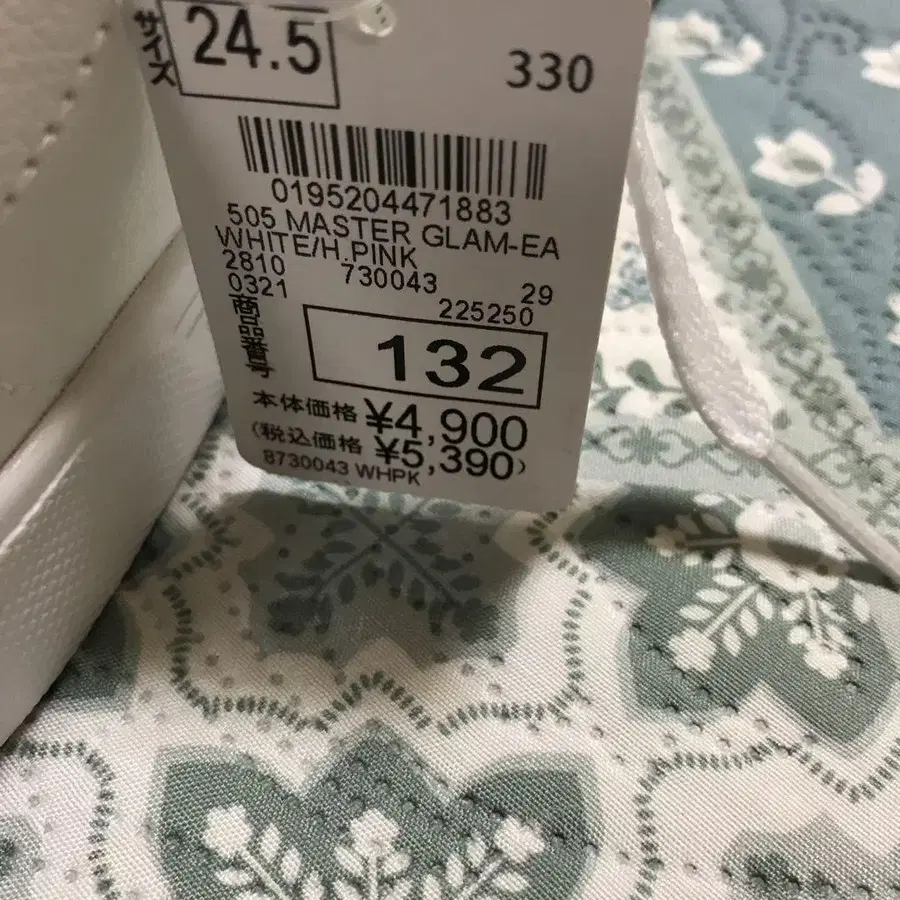 サイズ
24.5
330
0195204471883
505 MASTER GLAM-EA
WHITE/H.PINK
2810 730043 29
0321 225250
商品番号
132
本体価格 ¥4,900
(税込価格 ¥5,390)
8730043 WHPK